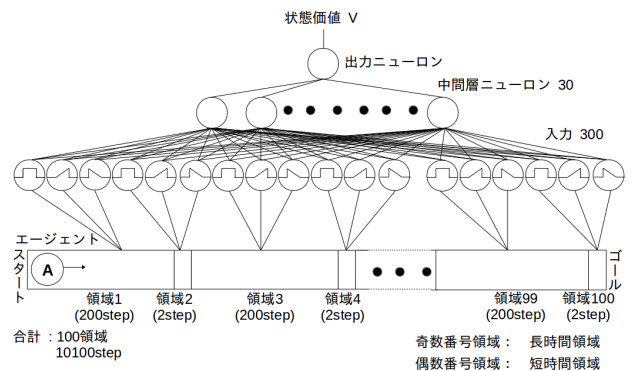 状態価値 V
出力ニューロン
中間層ニューロン 30
入力 300
エージェント
スタート
A
ゴール
領域1
(200step)
領域2
(2step)
領域3
(200step)
領域4
(2step)
領域99
(200step)
領域100
(2step)
合計 : 100領域
10100step
奇数番号領域 : 長時間領域
偶数番号領域 : 短時間領域